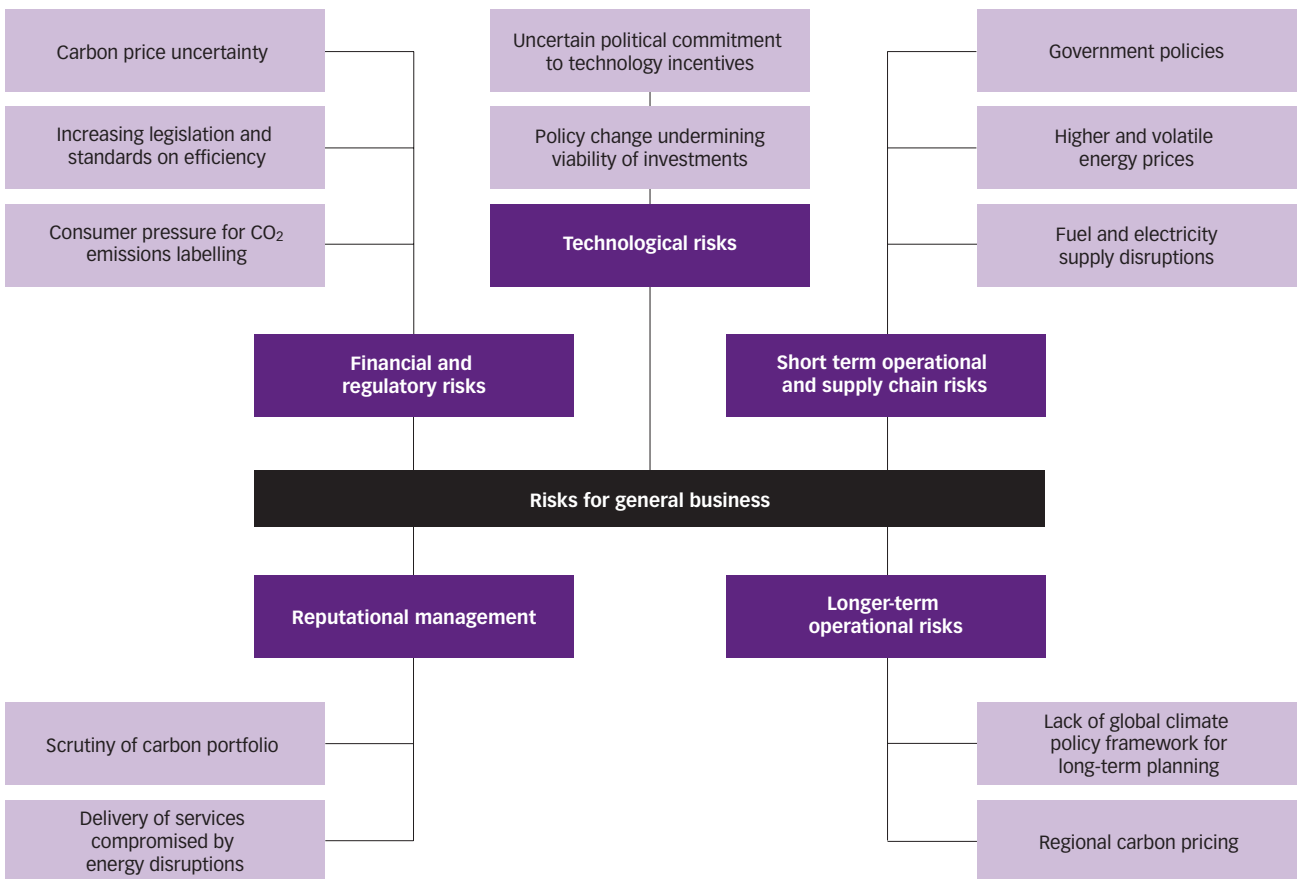 Carbon price uncertainty
Increasing legislation and
standards on efficiency
Consumer pressure for CO₂
emissions labelling
Uncertain political commitment
to technology incentives
Policy change undermining
viability of investments
Technological risks
Government policies
Higher and volatile
energy prices
Fuel and electricity
supply disruptions
Financial and
regulatory risks
Short term operational
and supply chain risks
Risks for general business
Reputational management
Longer-term
operational risks
Scrutiny of carbon portfolio
Delivery of services
compromised by
energy disruptions
Lack of global climate
policy framework for
long-term planning
Regional carbon pricing